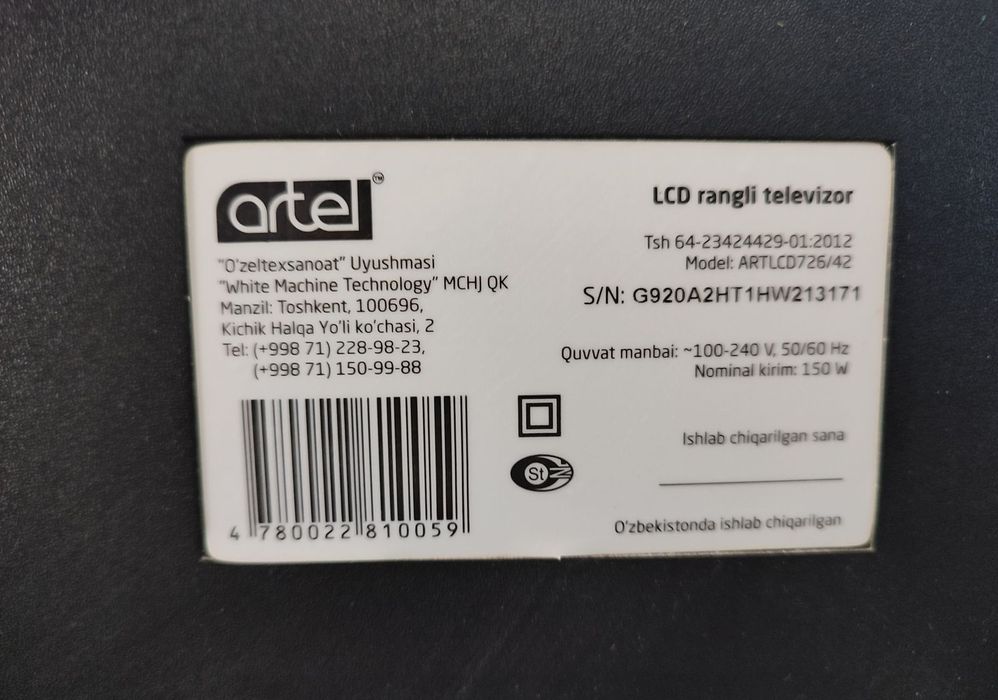 artel™
"O'zeltexsanoat" Uyushmasi
"White Machine Technology" MCHJ QK
Manzil: Toshkent, 100696,
Kichik Halqa Yo'li ko'chasi, 2
Tel: (+998 71) 228-98-23,
(+998 71) 150-99-88
4 780022 810059
LCD rangli televizor
Tsh 64-23424429-01:2012
Model: ARTLCD726/42
S/N: G920A2HT1HW213171
Quvvat manbai: ~100-240 V, 50/60 Hz
Nominal kirim: 150 W
St
Ishlab chiqarilgan sana
O'zbekistonda ishlab chiqarilgan